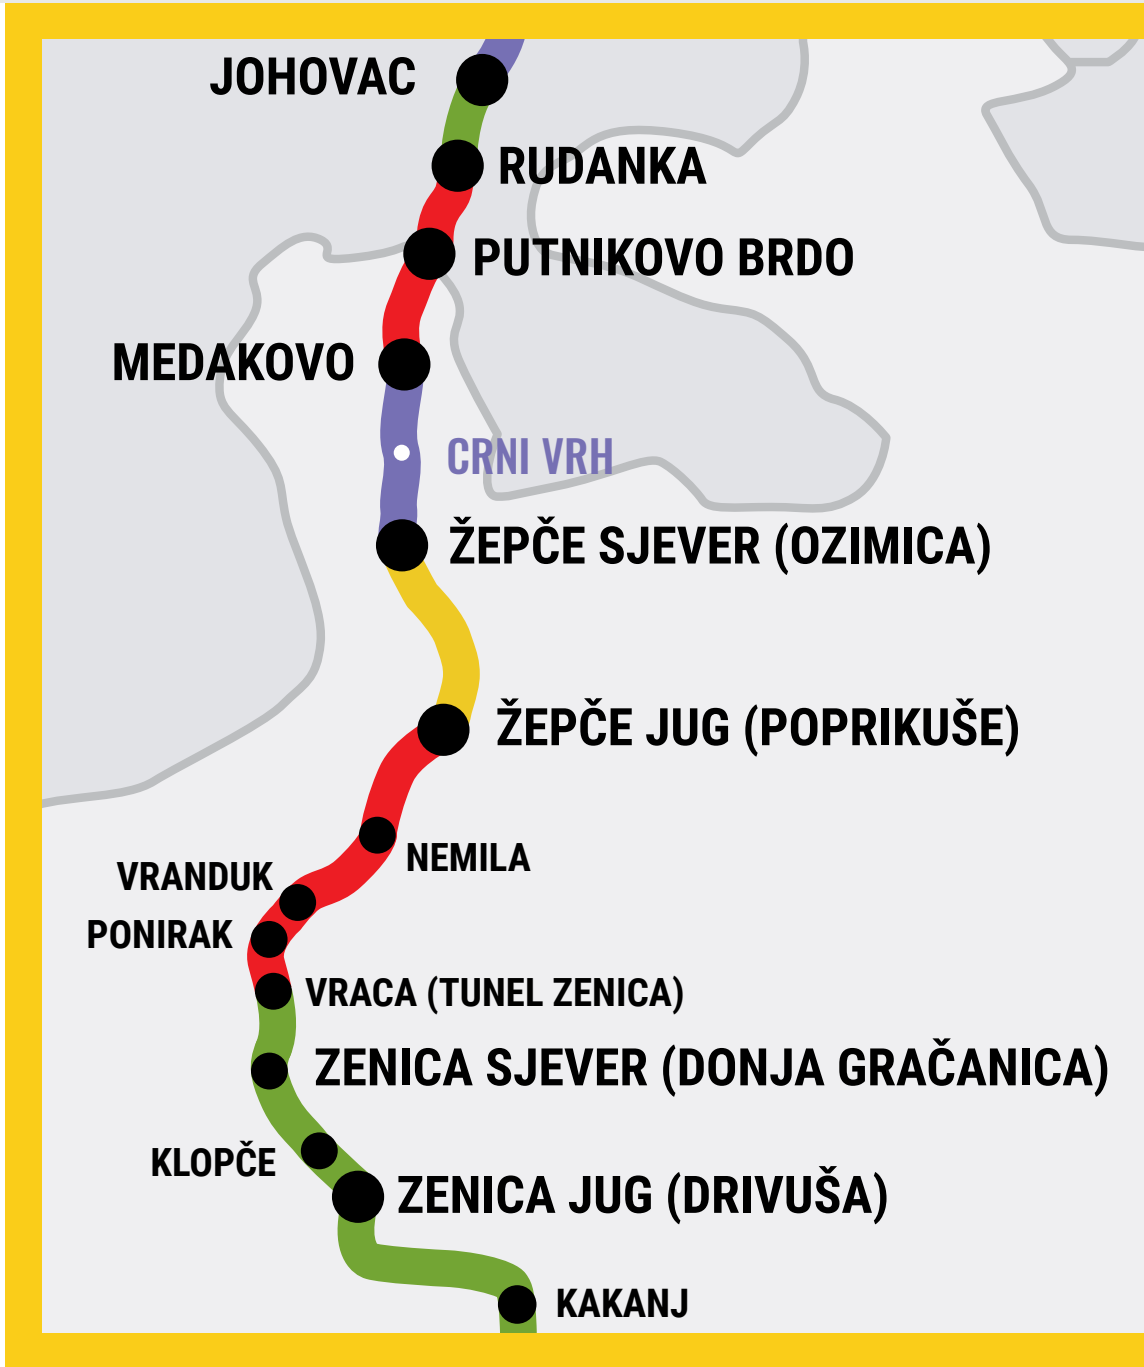 JOHOVAC
RUDANKA
PUTNIKOVO BRDO
MEDAKOVO
CRNI VRH
ŽEPČE SJEVER (OZIMICA)
ŽEPČE JUG (POPRIKUŠE)
NEMILA
VRANDUK
PONIRAK
VRACA (TUNEL ZENICA)
ZENICA SJEVER (DONJA GRAČANICA)
KLOPČE
ZENICA JUG (DRIVUŠA)
KAKANJ